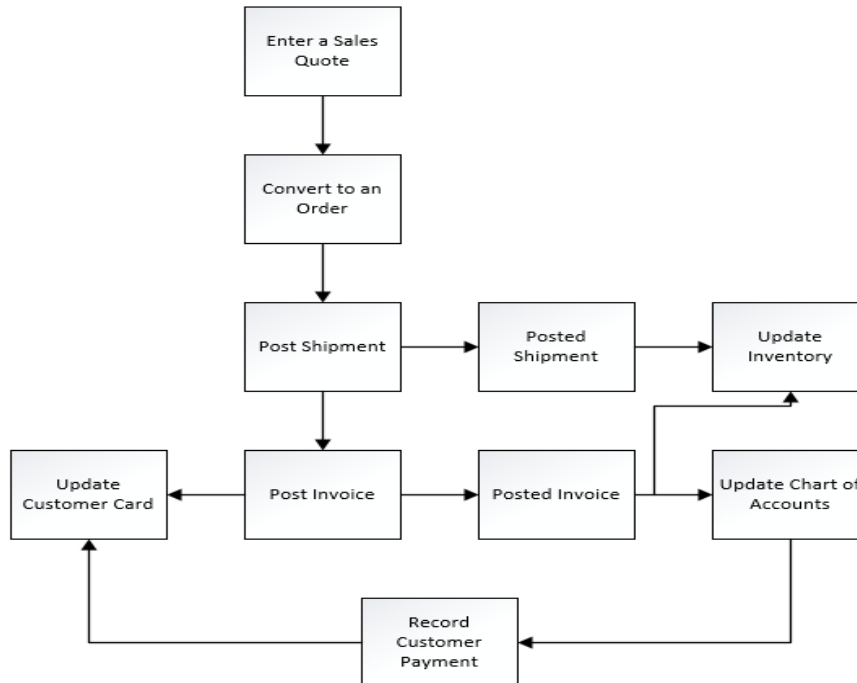 Enter a Sales
Quote
Convert to an
Order
Post Shipment
Posted
Shipment
Update
Inventory
Update
Customer Card
Post Invoice
Posted Invoice
Update Chart of
Accounts
Record
Customer
Payment